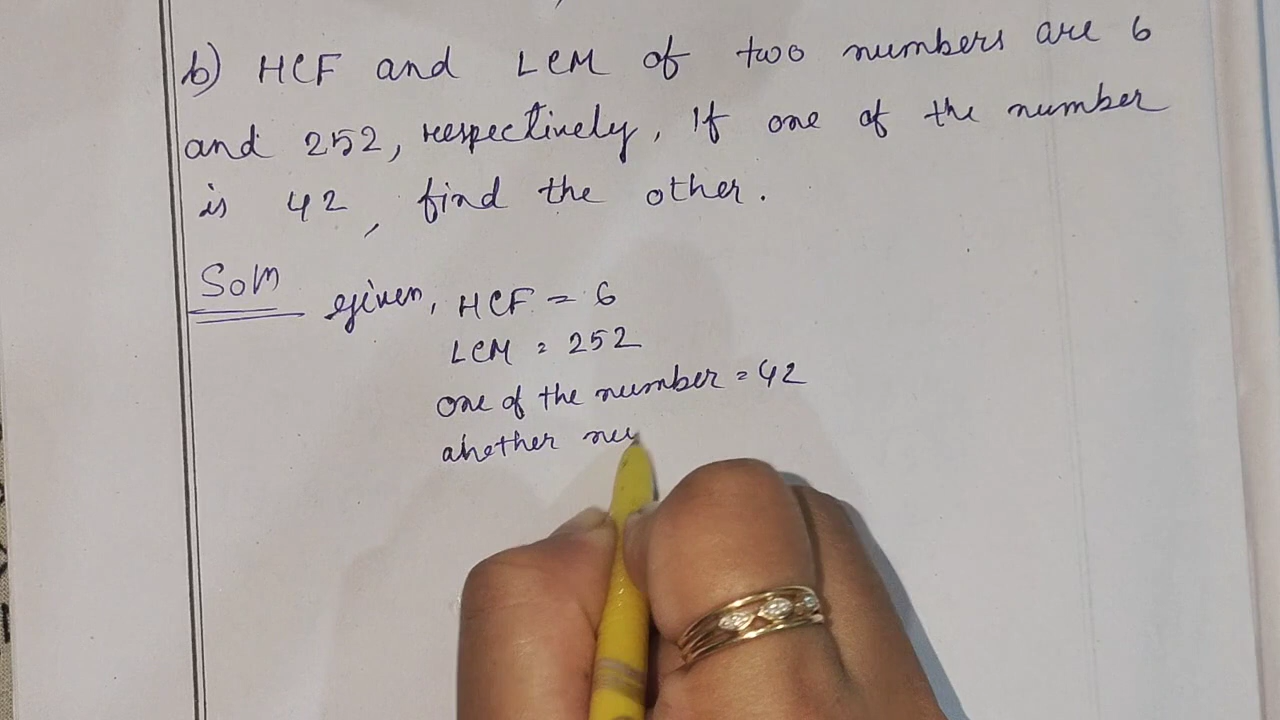 b) HCF and LCM of two numbers are 6
and 252, respectively, If one of the number
is 42, find the other.
Soln given, HCF = 6
LCM = 252
one of the number = 42
another nu